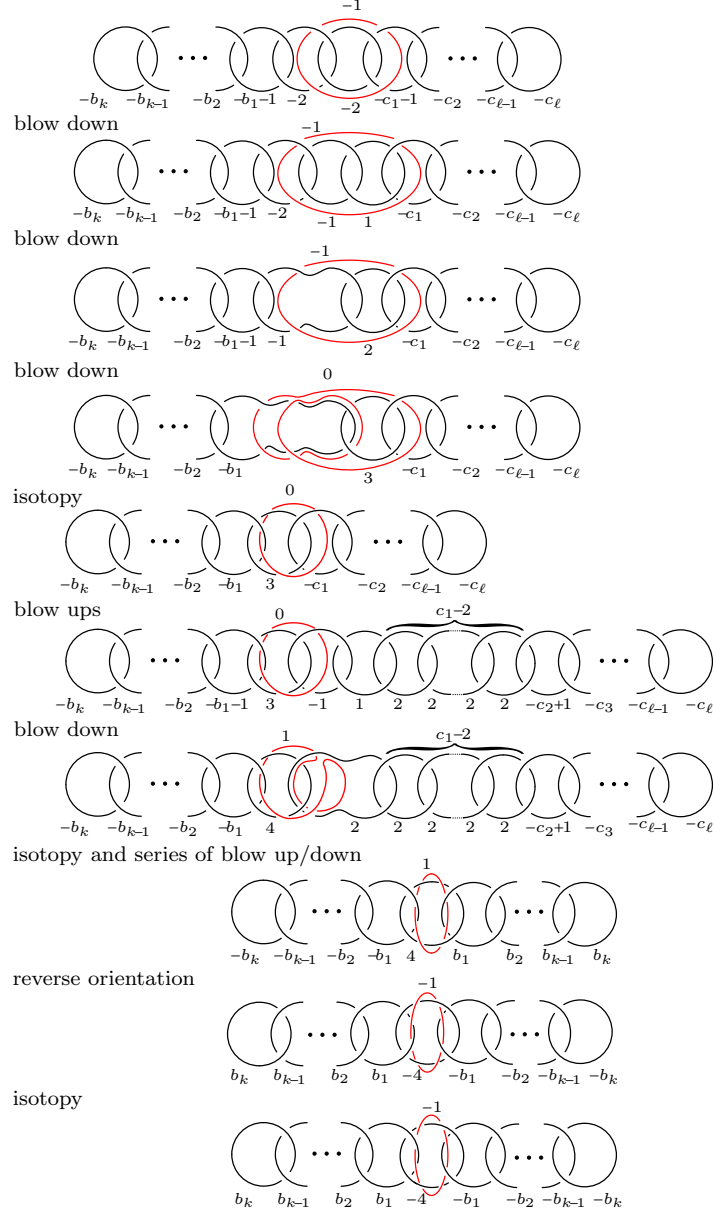 −1
−b_k −b_{k−1} −b_2 −b_1−1 −2 −2 −c_1−1 −c_2 −c_{ℓ−1} −c_ℓ
blow down
−1
−b_k −b_{k−1} −b_2 −b_1−1 −2 −1 1 −c_1 −c_2 −c_{ℓ−1} −c_ℓ
blow down
−1
−b_k −b_{k−1} −b_2 −b_1−1 −1 2 −c_1 −c_2 −c_{ℓ−1} −c_ℓ
blow down
0
−b_k −b_{k−1} −b_2 −b_1 3 −c_1 −c_2 −c_{ℓ−1} −c_ℓ
isotopy
0
−b_k −b_{k−1} −b_2 −b_1 3 −c_1 −c_2 −c_{ℓ−1} −c_ℓ
blow ups
0 c_1−2
−b_k −b_{k−1} −b_2 −b_1−1 3 −1 1 2 2 2 2 −c_2+1 −c_3 −c_{ℓ−1} −c_ℓ
blow down
1 c_1−2
−b_k −b_{k−1} −b_2 −b_1 4 2 2 2 2 2 −c_2+1 −c_3 −c_{ℓ−1} −c_ℓ
isotopy and series of blow up/down
1
−b_k −b_{k−1} −b_2 −b_1 4 b_1 b_2 b_{k−1} b_k
reverse orientation
−1
b_k b_{k−1} b_2 b_1 −4 −b_1 −b_2 −b_{k−1} −b_k
isotopy
−1
b_k b_{k−1} b_2 b_1 −4 −b_1 −b_2 −b_{k−1} −b_k